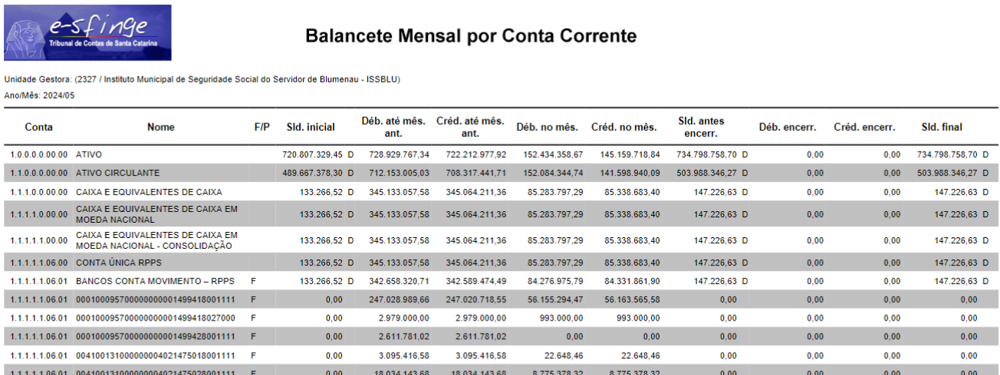 e-sfinge
Tribunal de Contas de Santa Catarina
Balancete Mensal por Conta Corrente
Unidade Gestora: (2327 / Instituto Municipal de Seguridade Social do Servidor de Blumenau - ISSBLU)
Ano/Mês: 2024/05
Conta Nome F/P Sld. inicial Déb. até mês. ant. Créd. até mês. ant. Déb. no mês. Créd. no mês. Sld. antes encerr. Déb. encerr. Créd. encerr. Sld. final
1.0.0.0.0.00.00 ATIVO 720.807.329,45 D 728.929.767,34 722.212.977,92 152.434.358,67 145.159.718,84 734.798.758,70 D 0,00 0,00 734.798.758,70 D
1.1.0.0.0.00.00 ATIVO CIRCULANTE 489.667.378,30 D 712.153.005,03 708.317.441,71 152.084.344,74 141.598.940,09 503.988.346,27 D 0,00 0,00 503.988.346,27 D
1.1.1.0.0.00.00 CAIXA E EQUIVALENTES DE CAIXA 133.266,52 D 345.133.057,58 345.064.211,36 85.283.797,29 85.338.683,40 147.226,63 D 0,00 0,00 147.226,63 D
1.1.1.1.0.00.00 CAIXA E EQUIVALENTES DE CAIXA EM MOEDA NACIONAL 133.266,52 D 345.133.057,58 345.064.211,36 85.283.797,29 85.338.683,40 147.226,63 D 0,00 0,00 147.226,63 D
1.1.1.1.1.00.00 CAIXA E EQUIVALENTES DE CAIXA EM MOEDA NACIONAL - CONSOLIDAÇÃO 133.266,52 D 345.133.057,58 345.064.211,36 85.283.797,29 85.338.683,40 147.226,63 D 0,00 0,00 147.226,63 D
1.1.1.1.1.06.00 CONTA ÚNICA RPPS 133.266,52 D 345.133.057,58 345.064.211,36 85.283.797,29 85.338.683,40 147.226,63 D 0,00 0,00 147.226,63 D
1.1.1.1.1.06.01 BANCOS CONTA MOVIMENTO – RPPS F 133.266,52 D 342.658.320,71 342.589.474,49 84.276.975,79 84.331.861,90 147.226,63 D 0,00 0,00 147.226,63 D
1.1.1.1.1.06.01 00010009570000000001499418001111 F 0,00 247.028.989,66 247.020.718,55 56.155.294,47 56.163.565,58 0,00 0,00 0,00 0,00
1.1.1.1.1.06.01 00010009570000000001499418027000 F 0,00 2.979.000,00 2.979.000,00 993.000,00 993.000,00 0,00 0,00 0,00 0,00
1.1.1.1.1.06.01 00010009570000000001499428001111 F 0,00 2.611.781,02 2.611.781,02 0,00 0,00 0,00 0,00 0,00 0,00
1.1.1.1.1.06.01 0041001310000000402147501800​1111 F 0,00 3.095.416,58 3.095.416,58 22.648,46 22.648,46 0,00 0,00 0,00 0,00
1.1.1.1.1.06.01 00410013100000004021475028001111 F 0,00 18.034.143,68 18.034.143,68 8.775.378,32 8.775.378,32 0,00 0,00 0,00 0,00